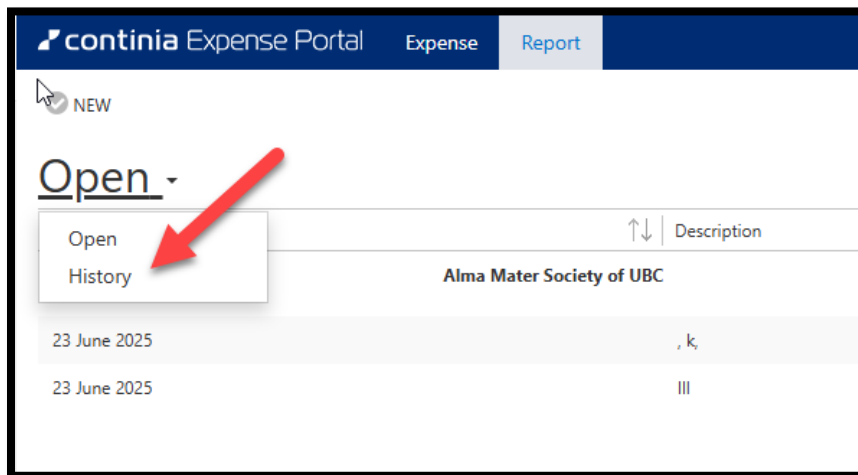 continia Expense Portal Expense Report
NEW
Open
Open
Description
History
Alma Mater Society of UBC
23 June 2025 , k,
23 June 2025 lll